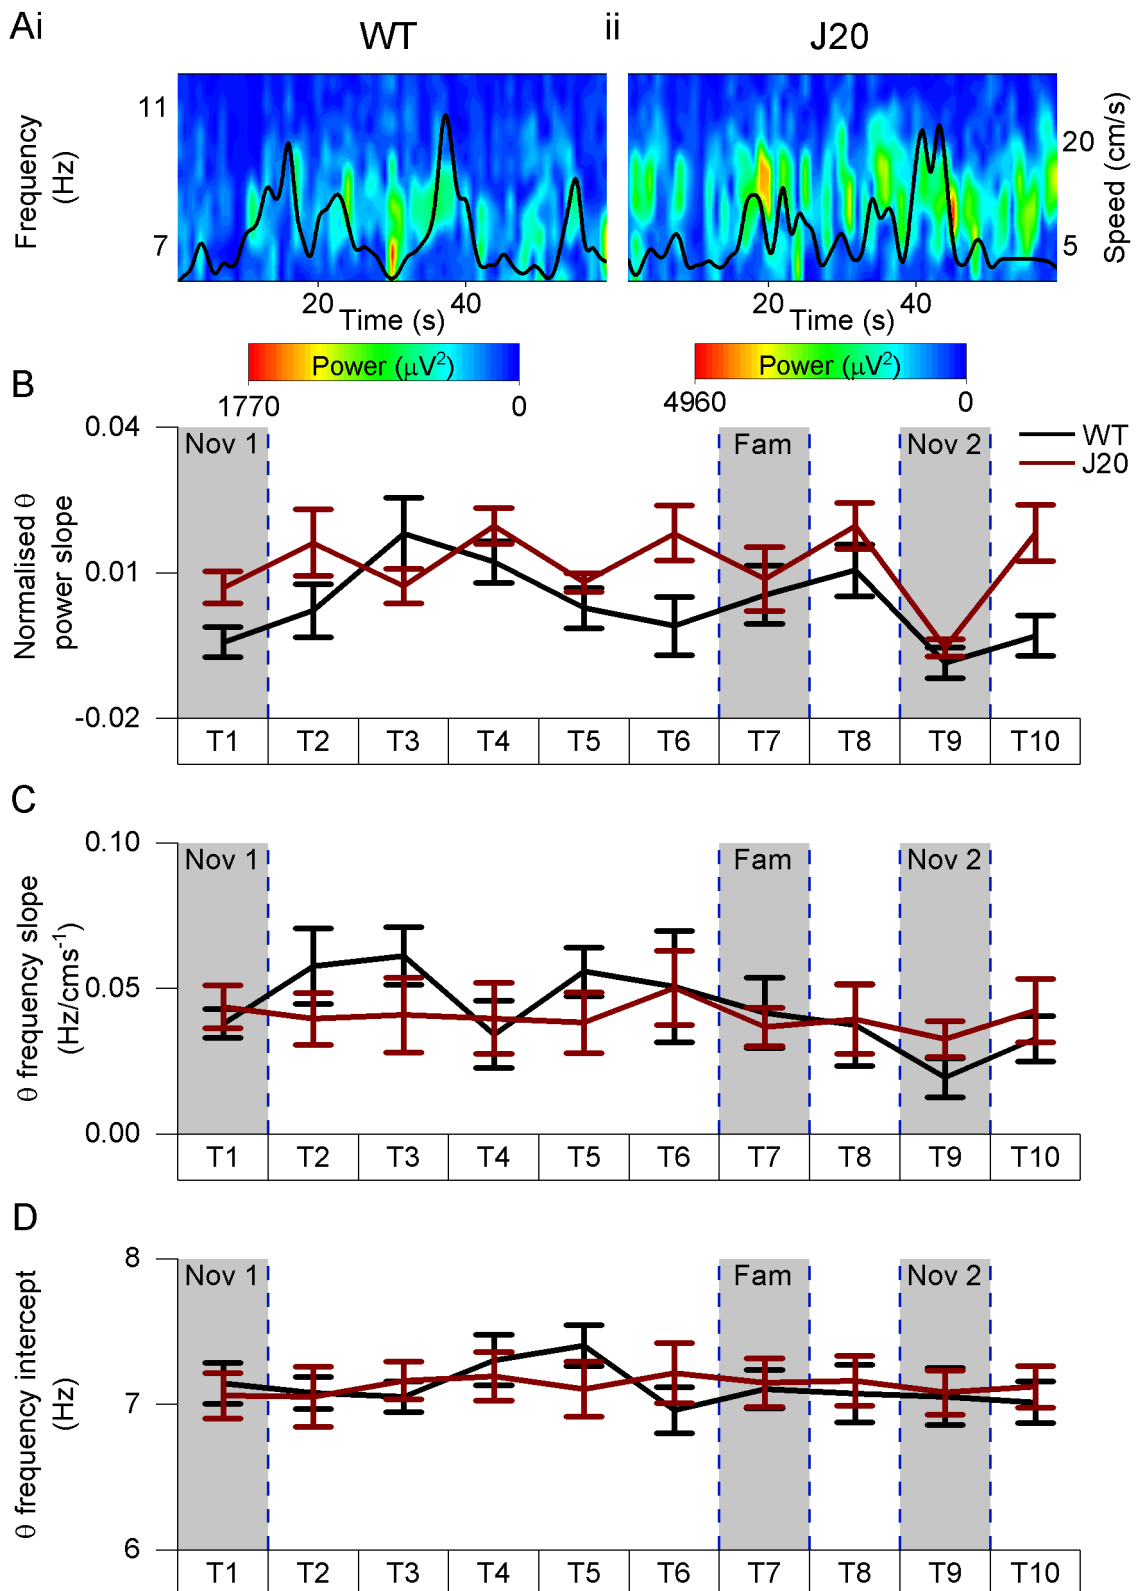 Ai
WT
ii
J20
Frequency
(Hz)
11
7
20
5
Speed (cm/s)
20
40
20
40
Time (s)
Time (s)
Power (μV²)
Power (μV²)
1770
0
4960
0
B
Normalised θ
power slope
0.04
0.01
-0.02
Nov 1
Fam
Nov 2
WT
J20
T1 T2 T3 T4 T5 T6 T7 T8 T9 T10
C
θ frequency slope
(Hz/cms⁻¹)
0.10
0.05
0.00
Nov 1
Fam
Nov 2
T1 T2 T3 T4 T5 T6 T7 T8 T9 T10
D
θ frequency intercept
(Hz)
8
7
6
Nov 1
Fam
Nov 2
T1 T2 T3 T4 T5 T6 T7 T8 T9 T10